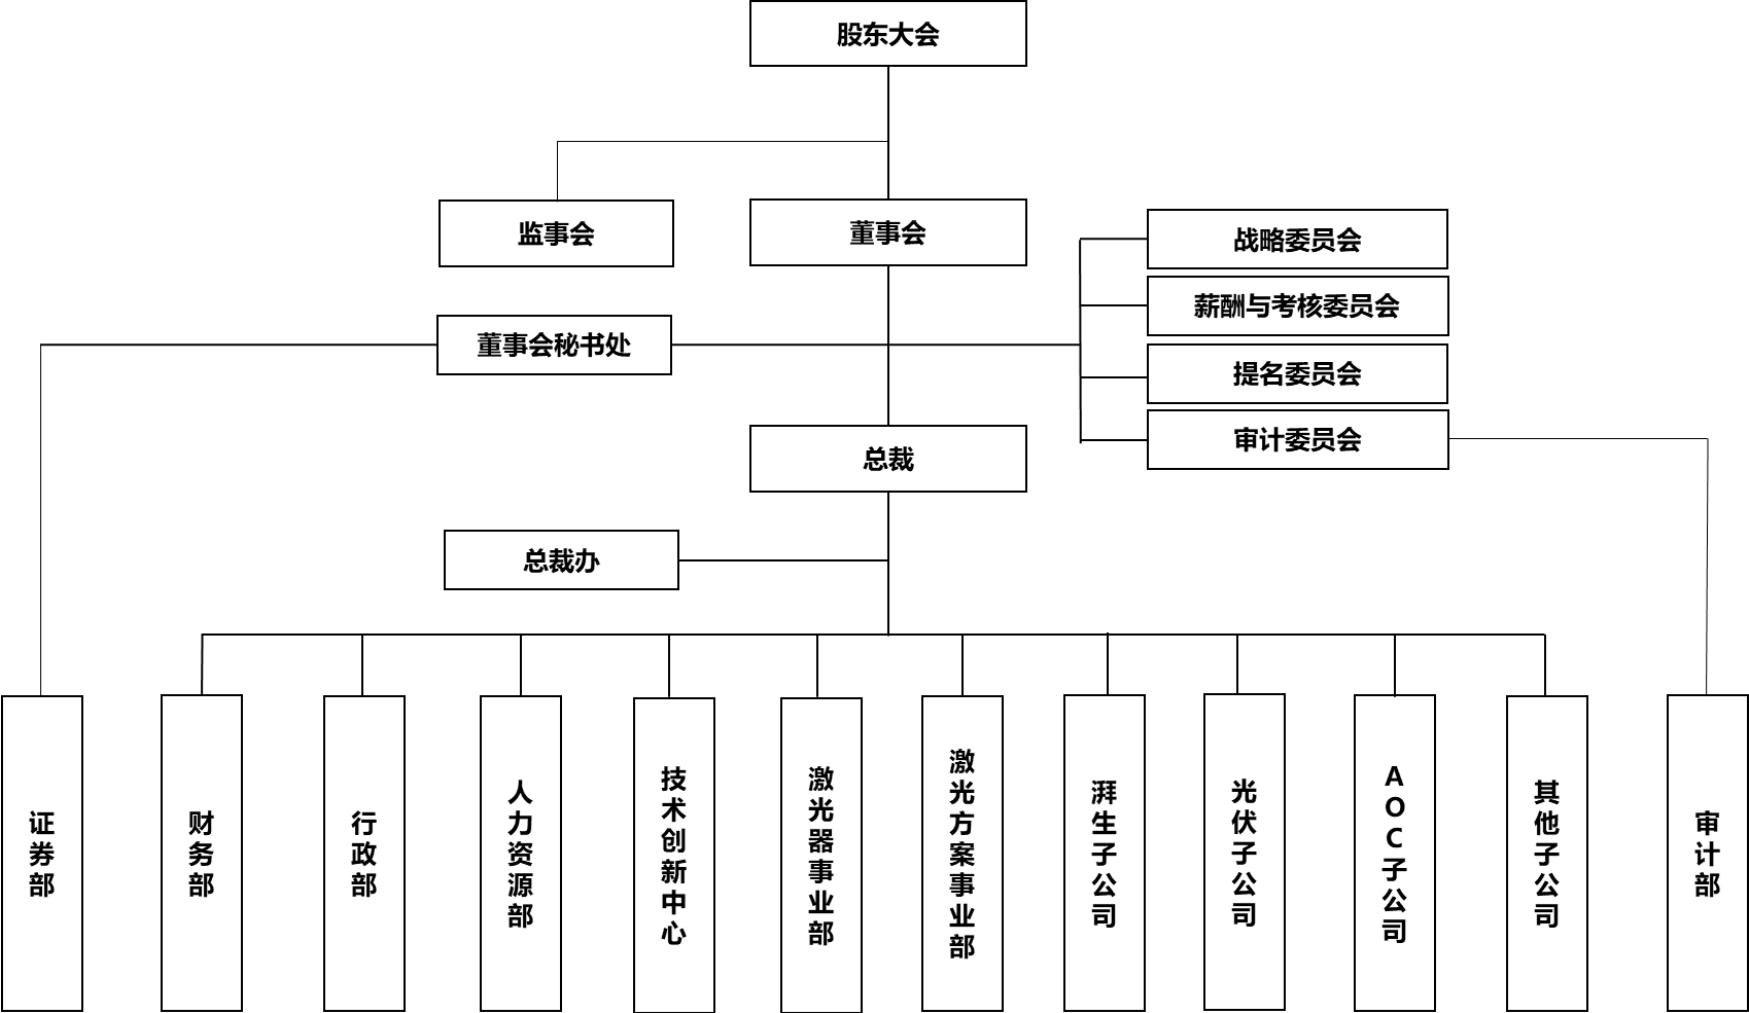 股东大会
监事会
董事会
战略委员会
薪酬与考核委员会
董事会秘书处
提名委员会
审计委员会
总裁
总裁办
证券部
财务部
行政部
人力资源部
技术创新中心
激光器事业部
激光方案事业部
湃生子公司
光伏子公司
AOC子公司
其他子公司
审计部